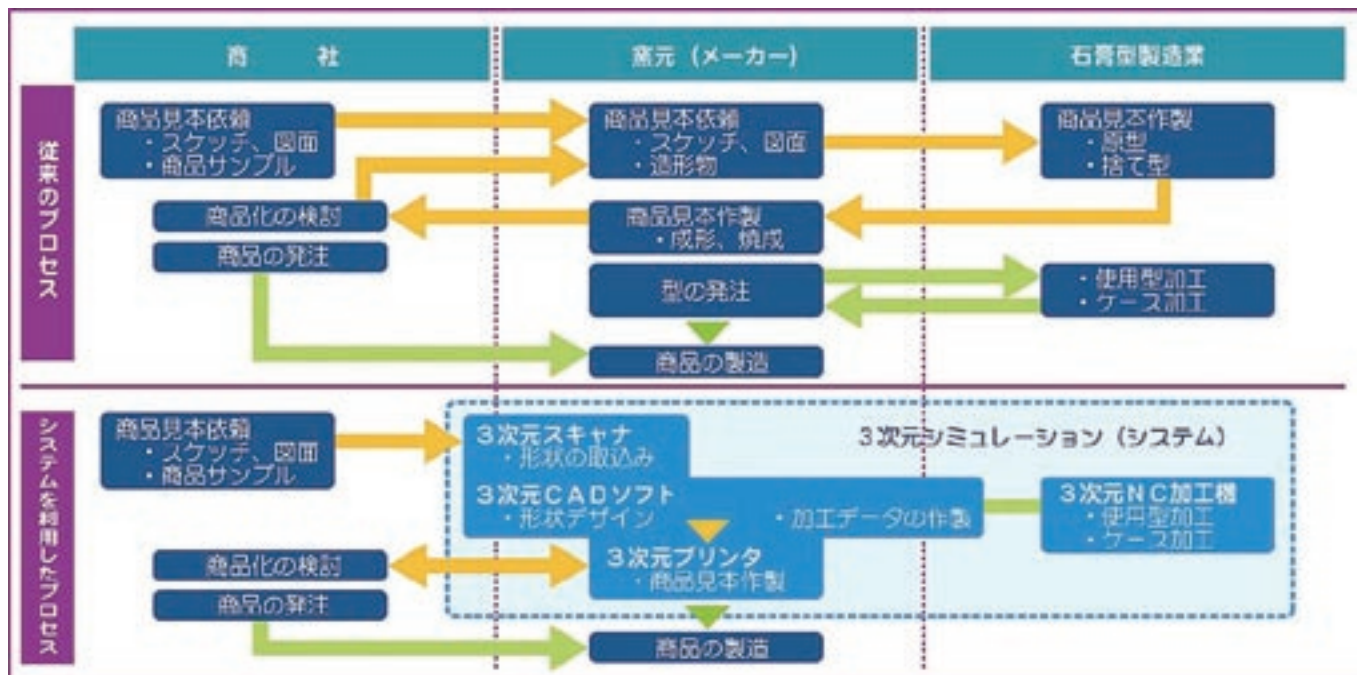 商 社
窯元(メーカー)
石膏型製造業
従来のプロセス
商品見本依頼
・スケッチ、図面
・商品サンプル
商品見本依頼
・スケッチ、図面
・造形物
商品見本作製
・原型
・捨て型
商品化の検討
商品見本作製
・成形、焼成
商品の発注
型の発注
・使用型加工
・ケース加工
商品の製造
システムを利用したプロセス
商品見本依頼
・スケッチ、図面
・商品サンプル
3次元スキャナ
・形状の取込み
3次元シミュレーション(システム)
3次元CADソフト
・形状デザイン
・加工データの作製
3次元NC加工機
・使用型加工
・ケース加工
商品化の検討
3次元プリンタ
・商品見本作製
商品の発注
商品の製造